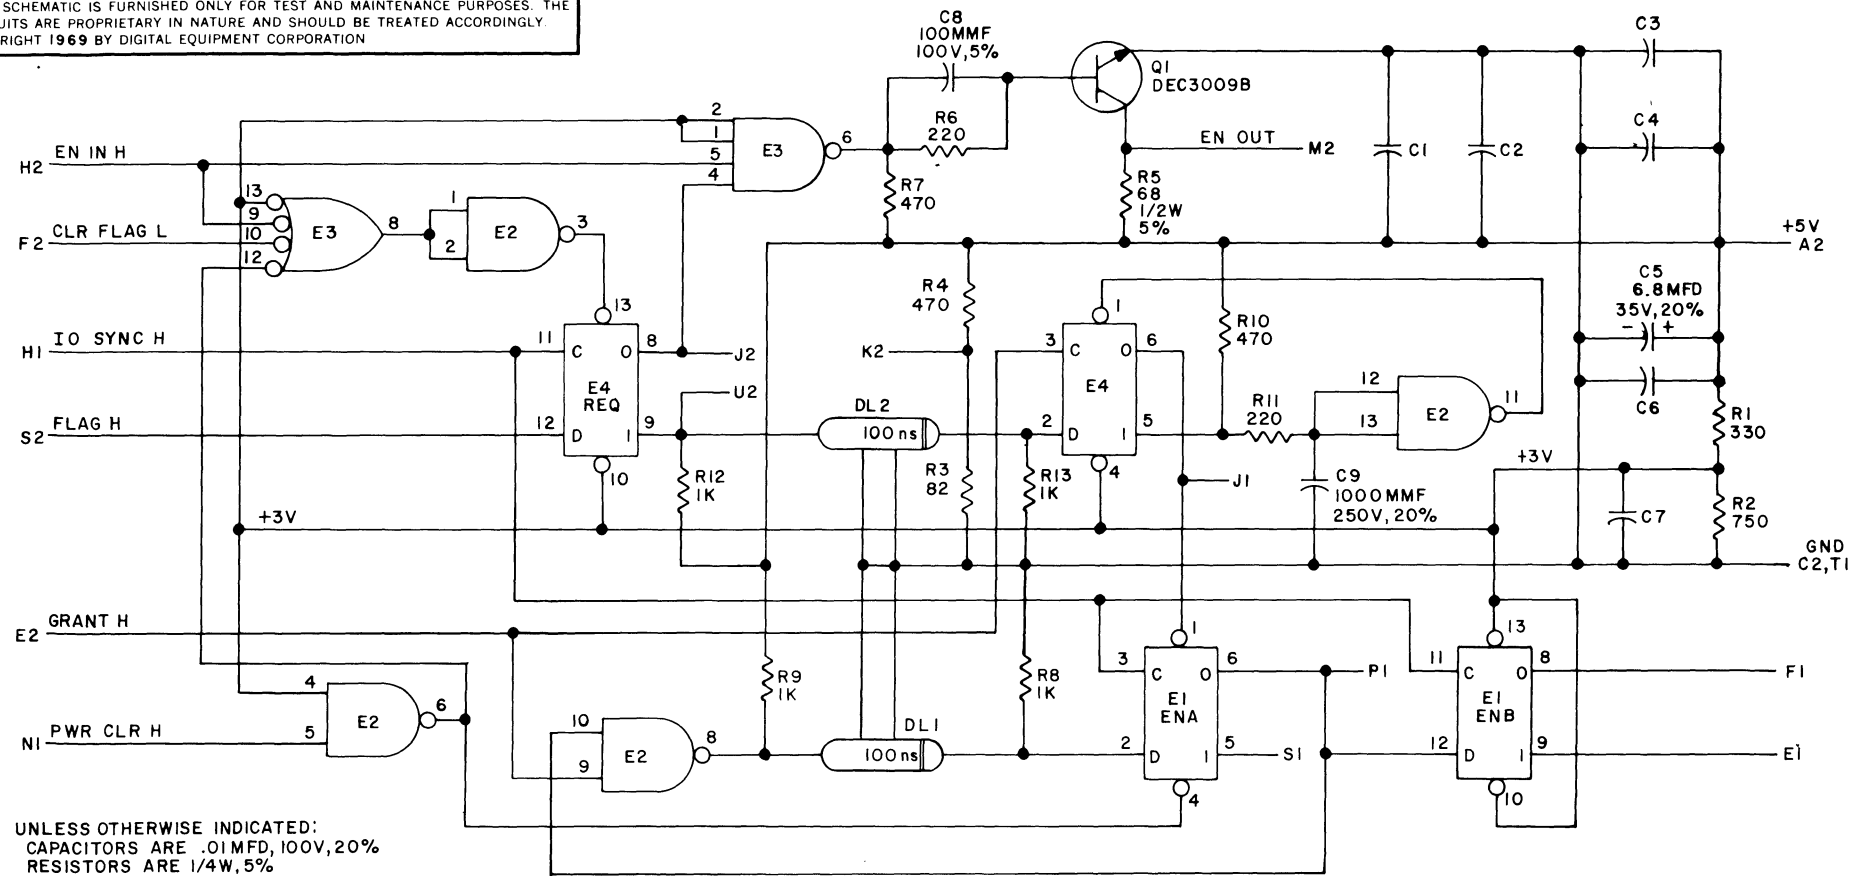 SCHEMATIC IS FURNISHED ONLY FOR TEST AND MAINTENANCE PURPOSES. THE
UITS ARE PROPRIETARY IN NATURE AND SHOULD BE TREATED ACCORDINGLY.
RIGHT 1969 BY DIGITAL EQUIPMENT CORPORATION
C8
100MMF
100V,5%
Q1
DEC3009B
C3
C4
R6
220
2
1
5
4
E3
6
EN OUT
M2
C1
C2
H2
EN IN H
R7
470
R5
68
1/2W
5%
13
9
10
12
E3
8
1
2
E2
3
F2
CLR FLAG L
+5V
A2
C5
6.8MFD
35V,20%
- +
C6
R4
470
R10
470
13
H1
IO SYNC H
11
C
O
8
J2
E4
REQ
K2
1
3
C
O
6
E4
U2
S2
FLAG H
12
D
1
9
10
DL2
100 ns
2
D
1
5
4
R11
220
12
13
E2
11
R1
330
R12
1K
R3
82
R13
1K
J1
C9
1000MMF
250V,20%
+3V
C7
R2
750
+3V
GND
C2,T1
E2
GRANT H
1
13
3
C
O
6
P1
11
C
O
8
F1
R9
1K
R8
1K
E1
ENA
E1
ENB
4
5
E2
6
N1
PWR CLR H
10
9
E2
8
DL1
100 ns
2
D
1
5
S1
4
12
D
1
9
E1
10
UNLESS OTHERWISE INDICATED:
CAPACITORS ARE .01MFD, 100V, 20%
RESISTORS ARE 1/4W, 5%